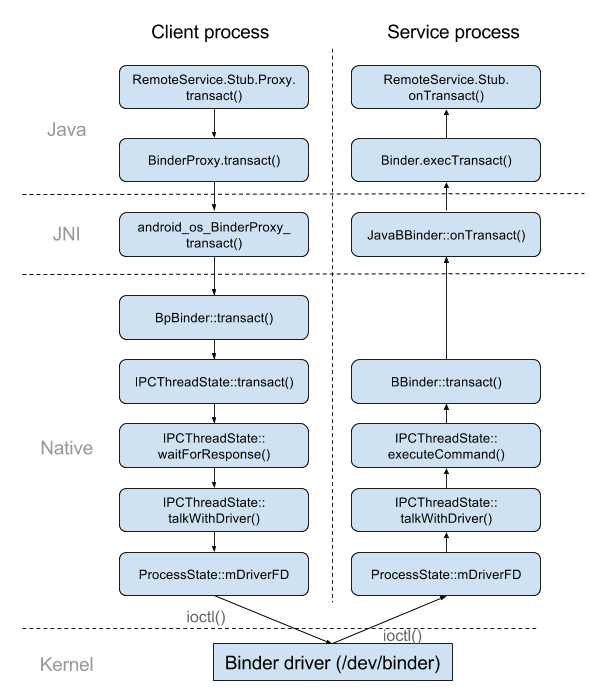 Client process
Service process
RemoteService.Stub.Proxy.
transact()
RemoteService.Stub.
onTransact()
Java
BinderProxy.transact()
Binder.execTransact()
JNI
android_os_BinderProxy_
transact()
JavaBBinder::onTransact()
BpBinder::transact()
IPCThreadState::transact()
BBinder::transact()
Native
IPCThreadState::
waitForResponse()
IPCThreadState::
executeCommand()
IPCThreadState::
talkWithDriver()
IPCThreadState::
talkWithDriver()
ProcessState::mDriverFD
ProcessState::mDriverFD
ioctl()
ioctl()
Kernel
Binder driver (/dev/binder)